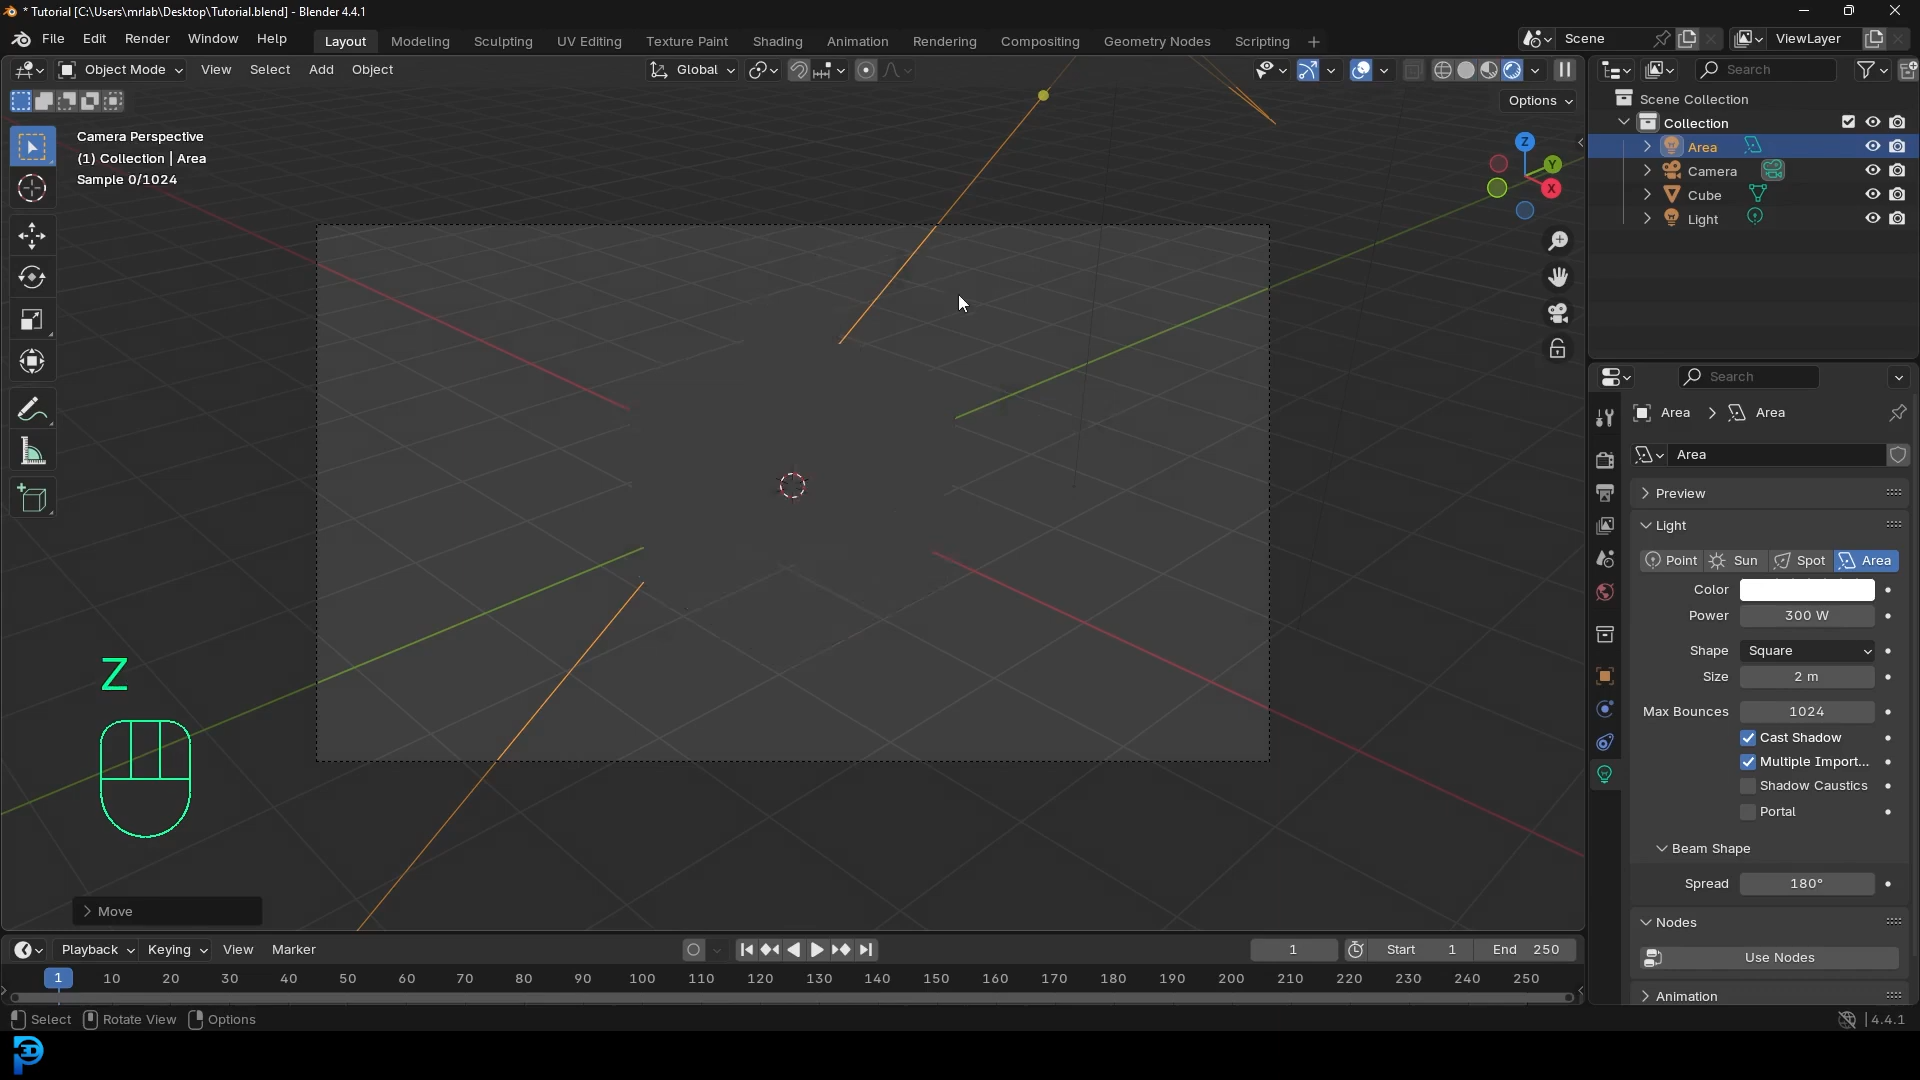 * Tutorial [C:\Users\mrlab\Desktop\Tutorial.blend] - Blender 4.4.1
File Edit Render Window Help
Layout Modeling Sculpting UV Editing Texture Paint Shading Animation Rendering Compositing Geometry Nodes Scripting +
Scene
ViewLayer
Object Mode View Select Add Object
Global
Search
Options
Camera Perspective
(1) Collection | Area
Sample 0/1024
Z
Y
X
Scene Collection
Collection
Area
Camera
Cube
Light
Search
Area > Area
Area
Preview
Light
Point Sun Spot Area
Color
Power 300 W
Shape Square
Size 2 m
Max Bounces 1024
Cast Shadow
Multiple Import...
Shadow Caustics
Portal
Beam Shape
Spread 180°
Nodes
Use Nodes
Animation
Z
Move
Playback Keying View Marker
1
Start 1
End 250
1 10 20 30 40 50 60 70 80 90 100 110 120 130 140 150 160 170 180 190 200 210 220 230 240 250
Select Rotate View Options
4.4.1
3D